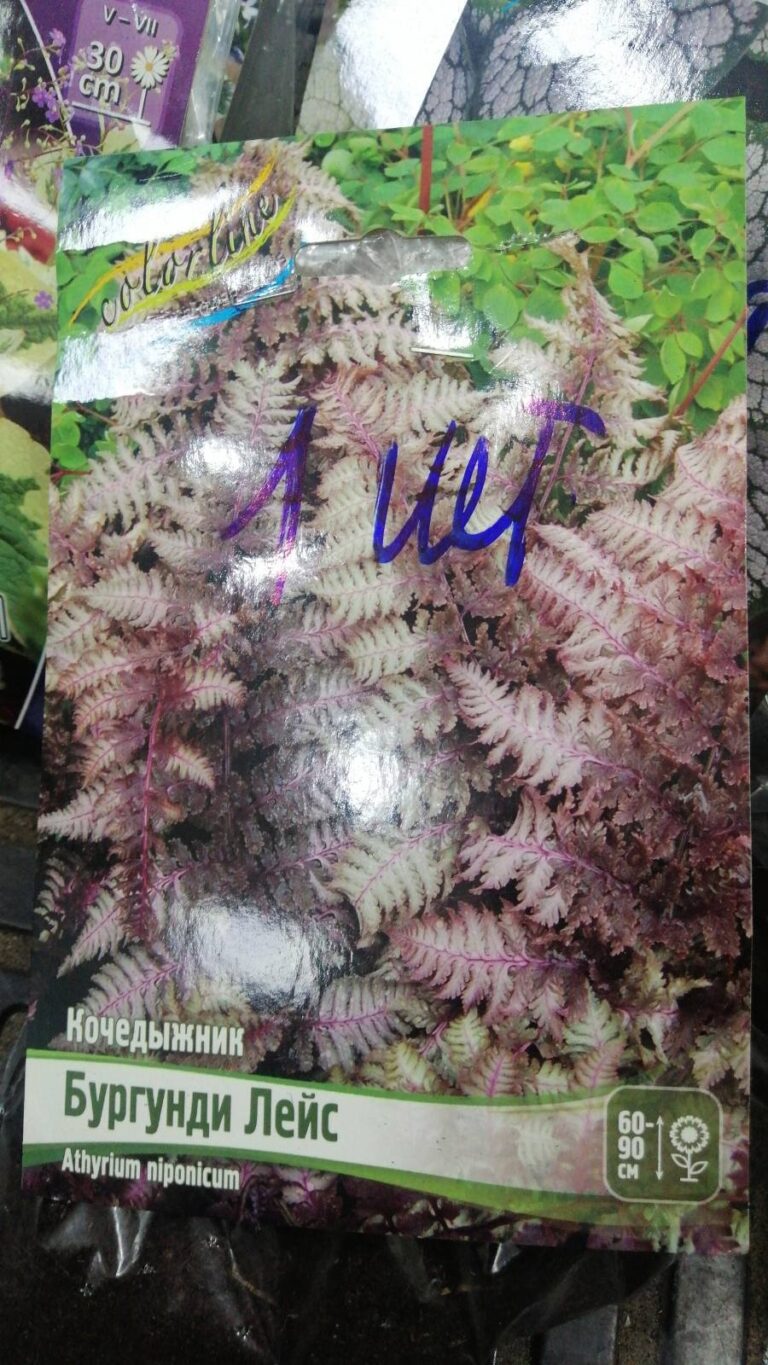 V-VII
30
cm
colorline
1 шт
Кочедыжник
Бургунди Лейс
Athyrium niponicum
60-
90
см